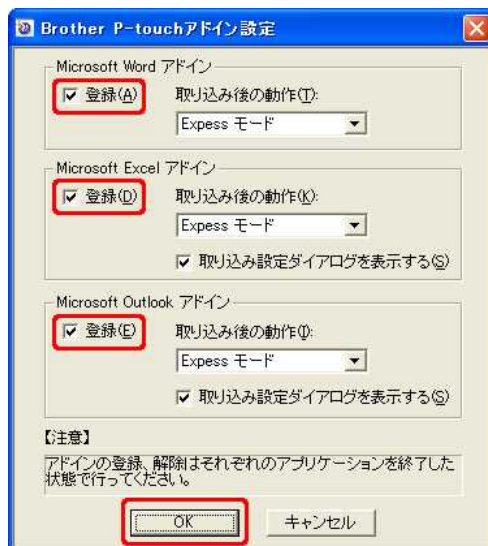 Brother P-touchアドイン設定
Microsoft Word アドイン
登録(A) 取り込み後の動作(T):
Expess モード
Microsoft Excel アドイン
登録(D) 取り込み後の動作(K):
Expess モード
取り込み設定ダイアログを表示する(S)
Microsoft Outlook アドイン
登録(E) 取り込み後の動作(I):
Expess モード
取り込み設定ダイアログを表示する(S)
【注意】
アドインの登録、解除はそれぞれのアプリケーションを終了した
状態で行ってください。
OK キャンセル